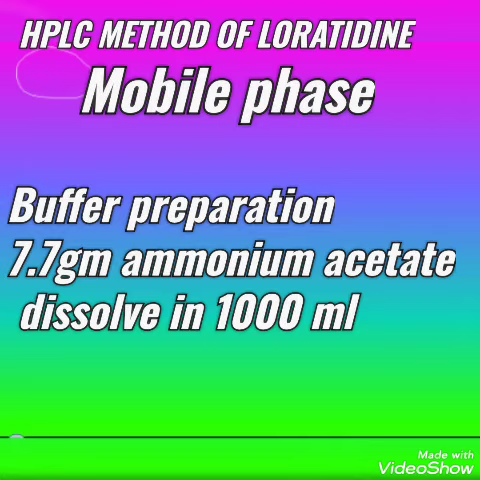 HPLC METHOD OF LORATIDINE
Mobile phase
Buffer preparation
7.7gm ammonium acetate
dissolve in 1000 ml
Made with
VideoShow